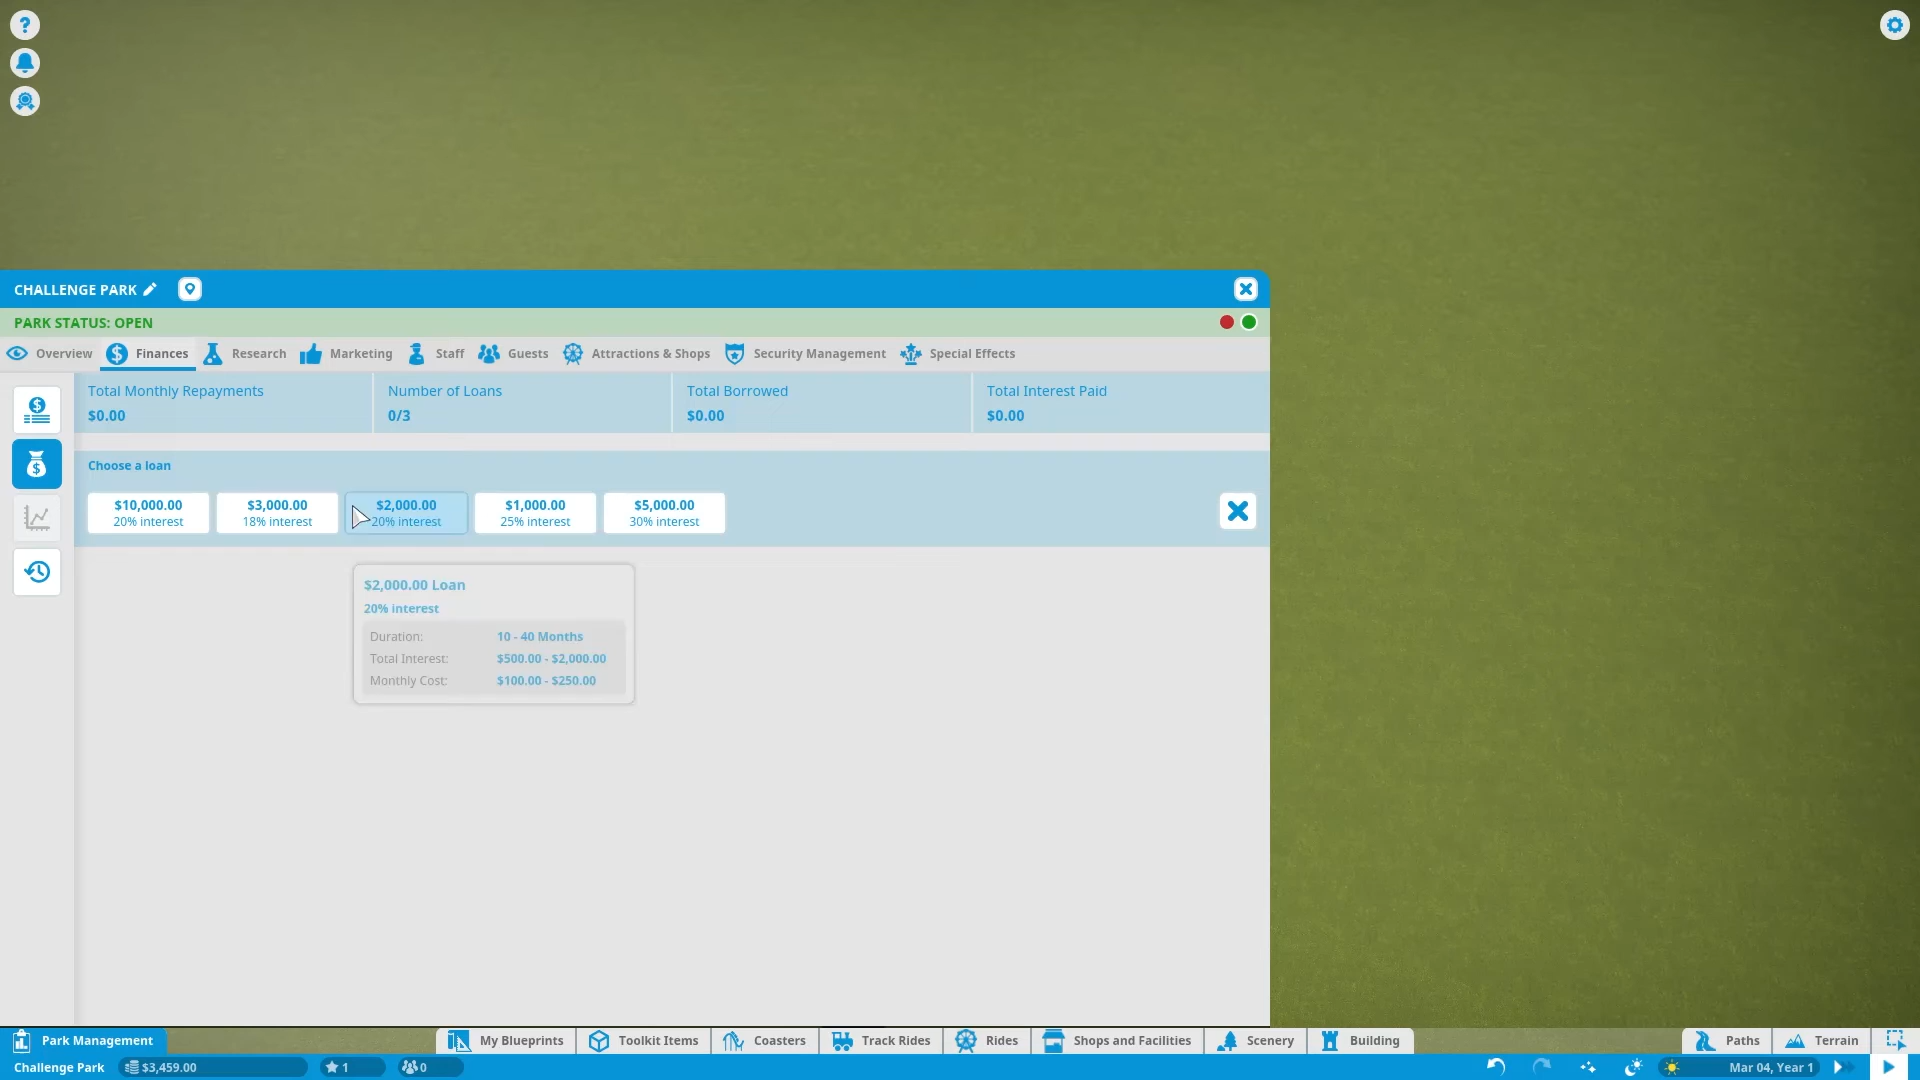 ?
CHALLENGE PARK
PARK STATUS: OPEN
Overview
Finances
Research
Marketing
Staff
Guests
Attractions & Shops
Security Management
Special Effects
Total Monthly Repayments
$0.00
Number of Loans
0/3
Total Borrowed
$0.00
Total Interest Paid
$0.00
Choose a loan
$10,000.00
20% interest
$3,000.00
18% interest
$2,000.00
20% interest
$1,000.00
25% interest
$5,000.00
30% interest
$2,000.00 Loan
20% interest
Duration: 10 - 40 Months
Total Interest: $500.00 - $2,000.00
Monthly Cost: $100.00 - $250.00
Park Management
My Blueprints
Toolkit Items
Coasters
Track Rides
Rides
Shops and Facilities
Scenery
Building
Paths
Terrain
Challenge Park
$3,459.00
1
0
Mar 04, Year 1